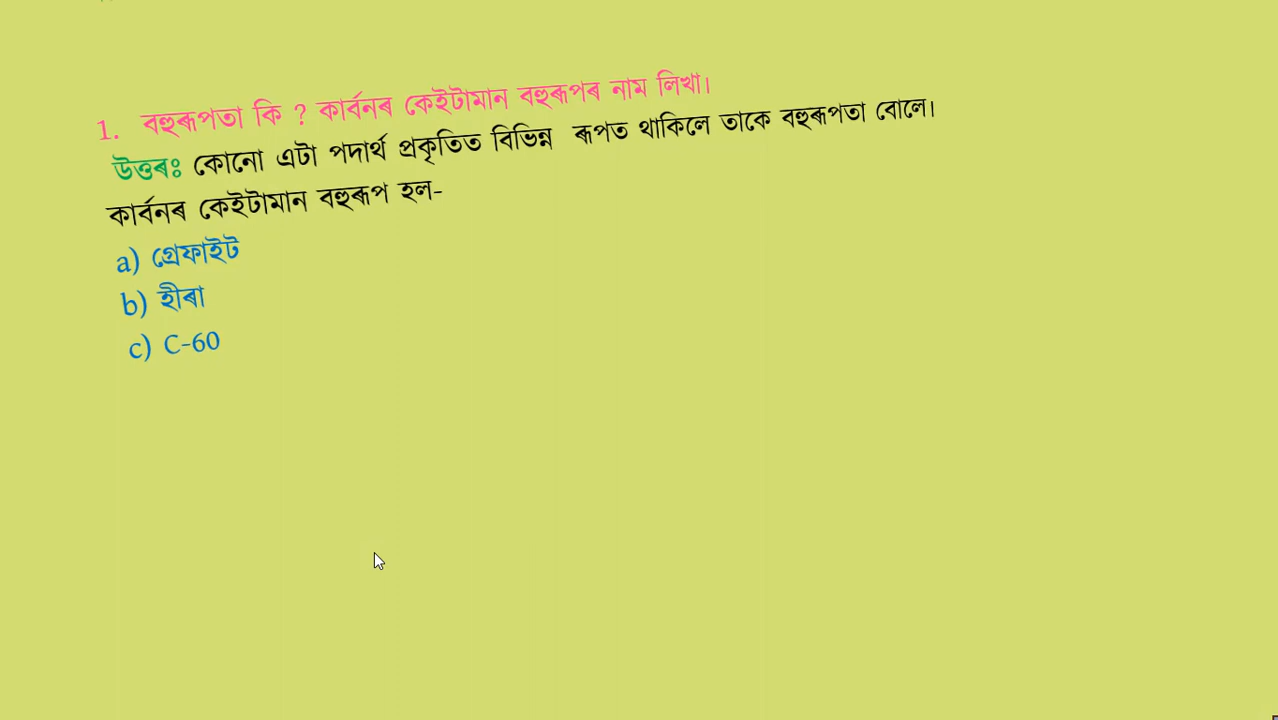 1. বহুৰূপতা কি ? কাৰ্বনৰ কেইটামান বহুৰূপৰ নাম লিখা।
উত্তৰঃ কোনো এটা পদাৰ্থ প্ৰকৃতিত বিভিন্ন ৰূপত থাকিলে তাকে বহুৰূপতা বোলে।
কাৰ্বনৰ কেইটামান বহুৰূপ হল-
a) গ্ৰেফাইট
b) হীৰা
c) C-60